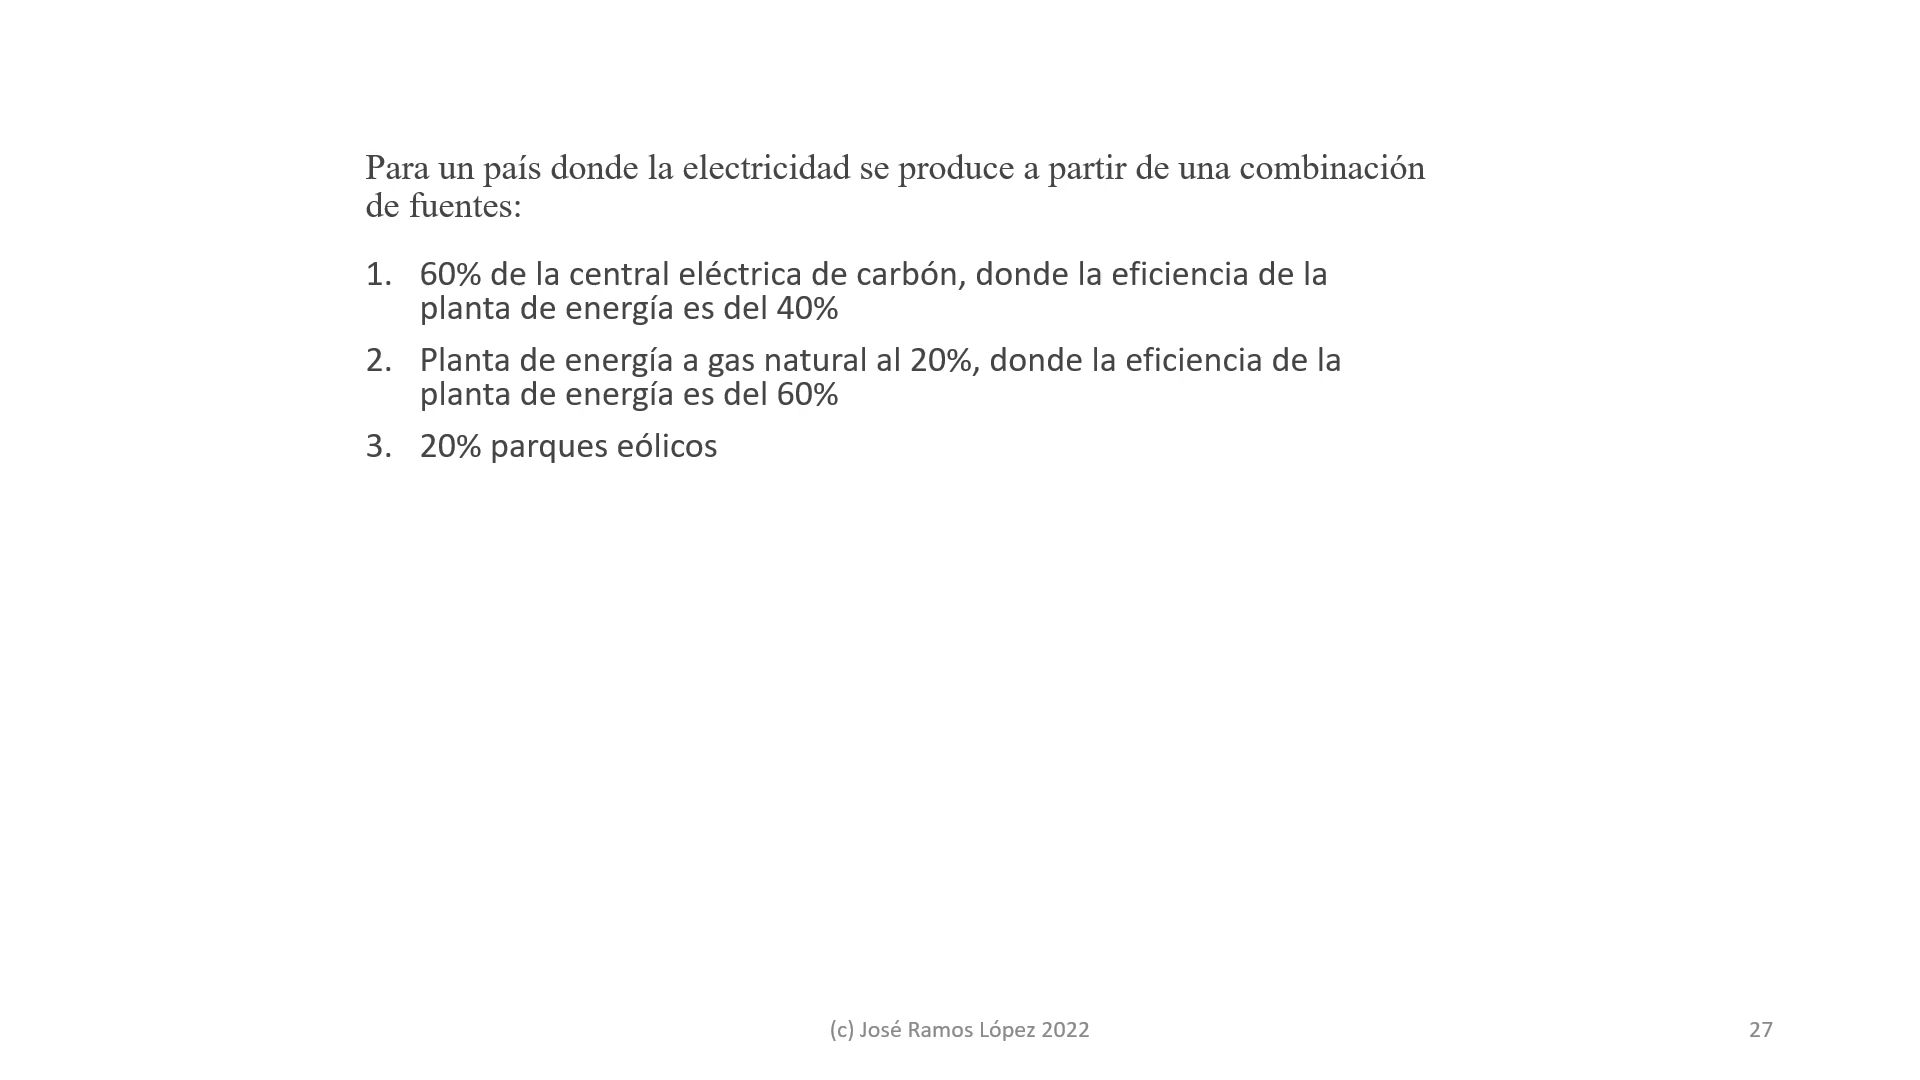 Para un país donde la electricidad se produce a partir de una combinación
de fuentes:
1. 60% de la central eléctrica de carbón, donde la eficiencia de la
planta de energía es del 40%
2. Planta de energía a gas natural al 20%, donde la eficiencia de la
planta de energía es del 60%
3. 20% parques eólicos
(c) José Ramos López 2022
27